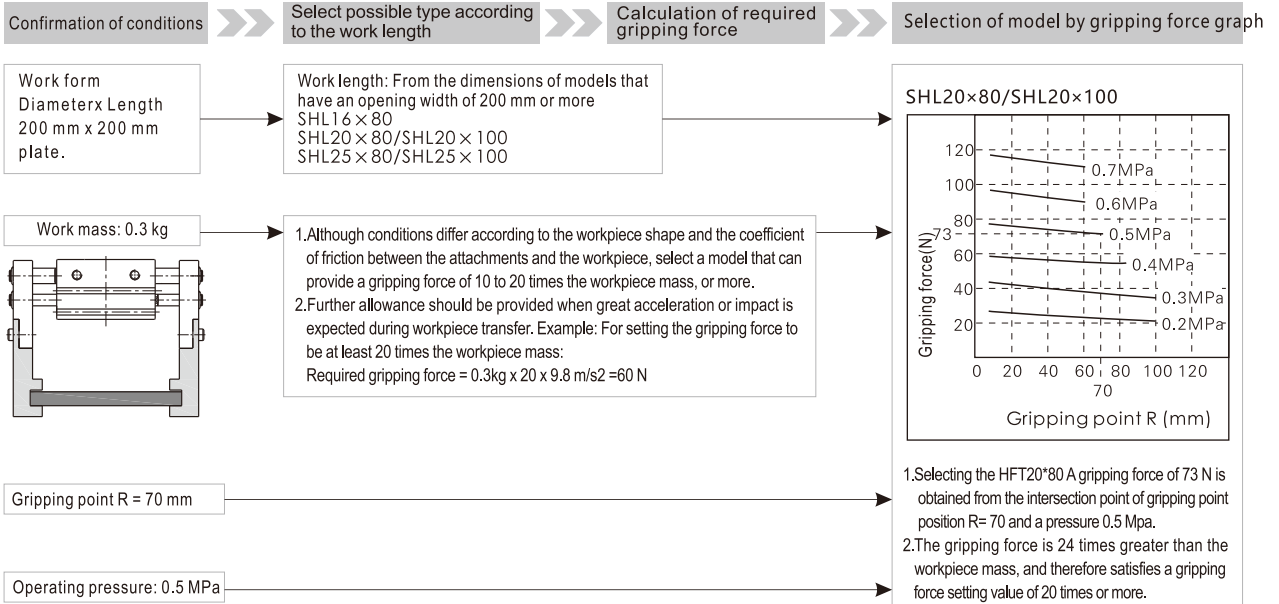 Confirmation of conditions
Select possible type according
to the work length
Calculation of required
gripping force
Selection of model by gripping force graph
Work form
Diameterx Length
200 mm x 200 mm
plate.
Work length: From the dimensions of models that
have an opening width of 200 mm or more
SHL16×80
SHL20×80/SHL20×100
SHL25×80/SHL25×100
Work mass: 0.3 kg
1.Although conditions differ according to the workpiece shape and the coefficient
of friction between the attachments and the workpiece, select a model that can
provide a gripping force of 10 to 20 times the workpiece mass, or more.
2.Further allowance should be provided when great acceleration or impact is
expected during workpiece transfer. Example: For setting the gripping force to
be at least 20 times the workpiece mass:
Required gripping force = 0.3kg x 20 x 9.8 m/s2 =60 N
Gripping point R = 70 mm
Operating pressure: 0.5 MPa
SHL20×80/SHL20×100
Gripping force(N)
120
100
80
73
60
40
20
0.7MPa
0.6MPa
0.5MPa
0.4MPa
0.3MPa
0.2MPa
0 20 40 60 80 100 120
70
Gripping point R (mm)
1.Selecting the HFT20*80 A gripping force of 73 N is
obtained from the intersection point of gripping point
position R= 70 and a pressure 0.5 Mpa.
2.The gripping force is 24 times greater than the
workpiece mass, and therefore satisfies a gripping
force setting value of 20 times or more.